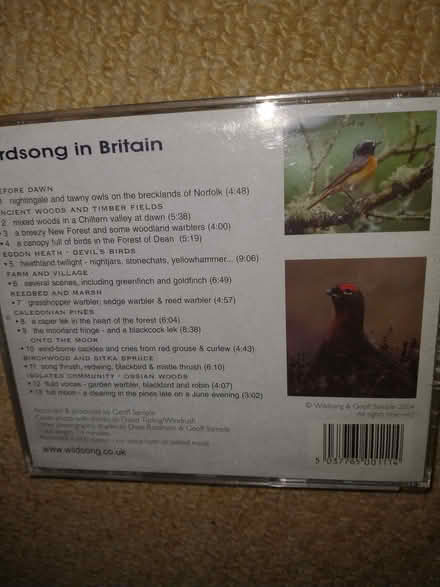 rdsong in Britain
EFORE DAWN
1 nightingale and tawny owls on the brecklands of Norfolk (4:48)
NCIENT WOODS AND TIMBER FIELDS
2 mixed woods in a Chiltern valley at dawn (5:38)
• 3 a breezy New Forest and some woodland warblers (4:00)
• 4 a canopy full of birds in the Forest of Dean (5:19)
EGDON HEATH - DEVIL'S BIRDS
• 5 heathland twilight - nightjars, stonechats, yellowhammer... (9:06)
FARM AND VILLAGE
• 6 several scenes, including greenfinch and goldfinch (6:49)
REEDBED AND MARSH
• 7 grasshopper warbler, sedge warbler & reed warbler (4:57)
CALEDONIAN PINES
• 8 a caper lek in the heart of the forest (6:04)
• 9 the moorland fringe - and a blackcock lek (8:38)
ONTO THE MOOR
• 10 wind-borne cackles and cries from red grouse & curlew (4:43)
BIRCHWOOD AND SITKA SPRUCE
• 11 song thrush, redwing, blackbird & mistle thrush (6:10)
ISOLATED COMMUNITY - OSSIAN WOODS
• 12 fluid voices - garden warbler, blackland and robin (4:07)
• 13 full moon - a clearing in the pines late on a June evening (3:02)
Recorded & produced by Geoff Sample
www.wildsong.co.uk
© Wildsong & Geoff Sample 2004
All rights reserved
5 037765 001114